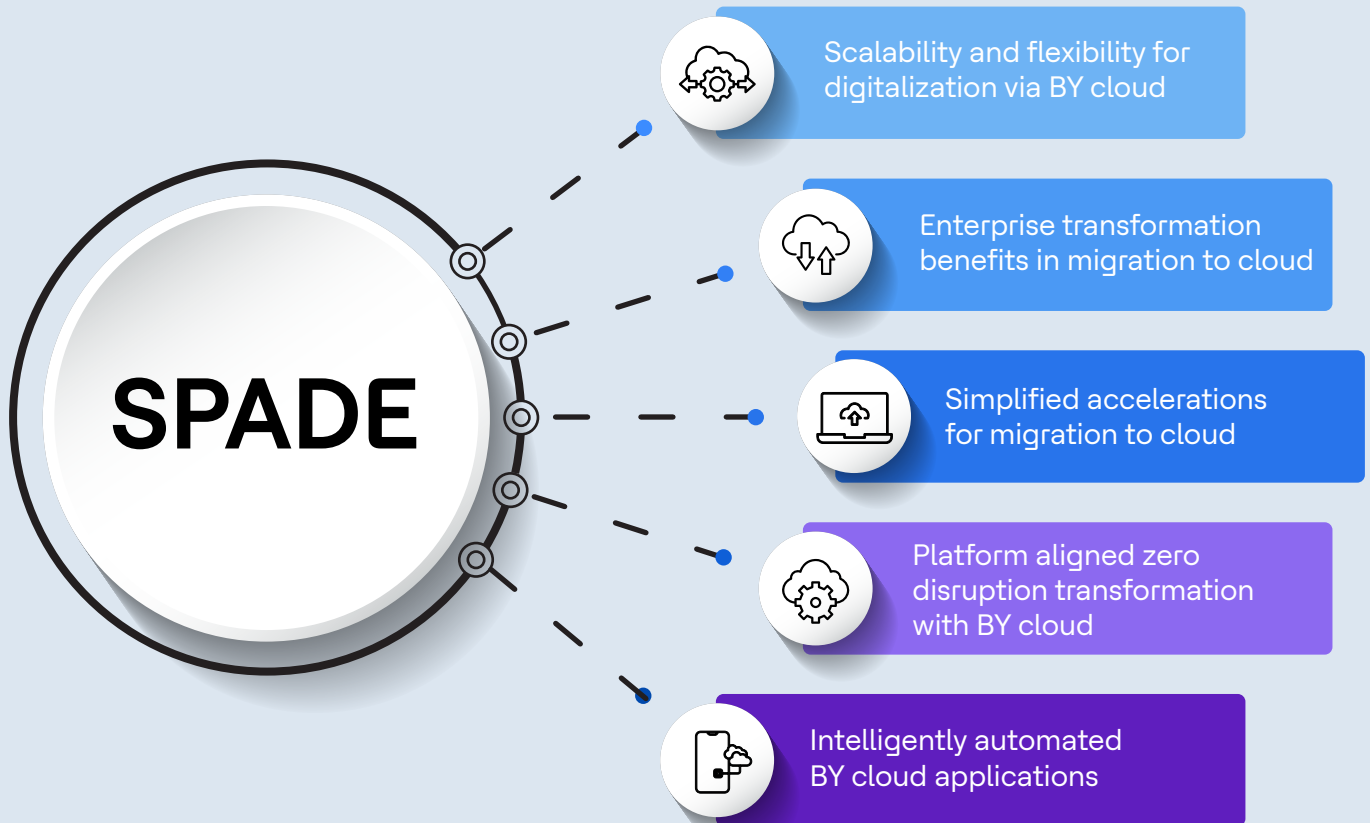 SPADE
Scalability and flexibility for
digitalization via BY cloud
Enterprise transformation
benefits in migration to cloud
Simplified accelerations
for migration to cloud
Platform aligned zero
disruption transformation
with BY cloud
Intelligently automated
BY cloud applications